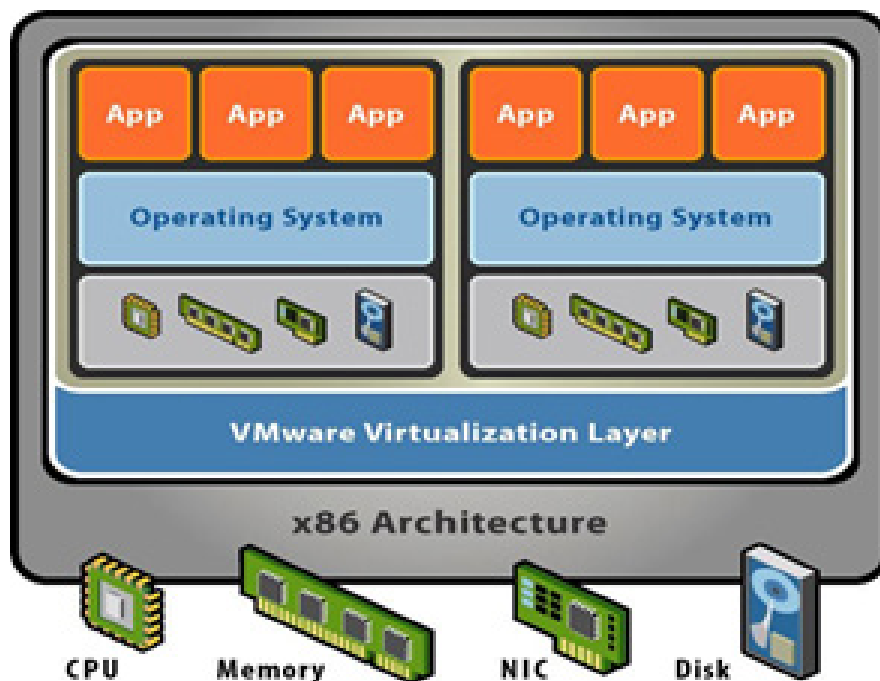 App App App App App App
Operating System Operating System
VMware Virtualization Layer
x86 Architecture
CPU Memory NIC Disk